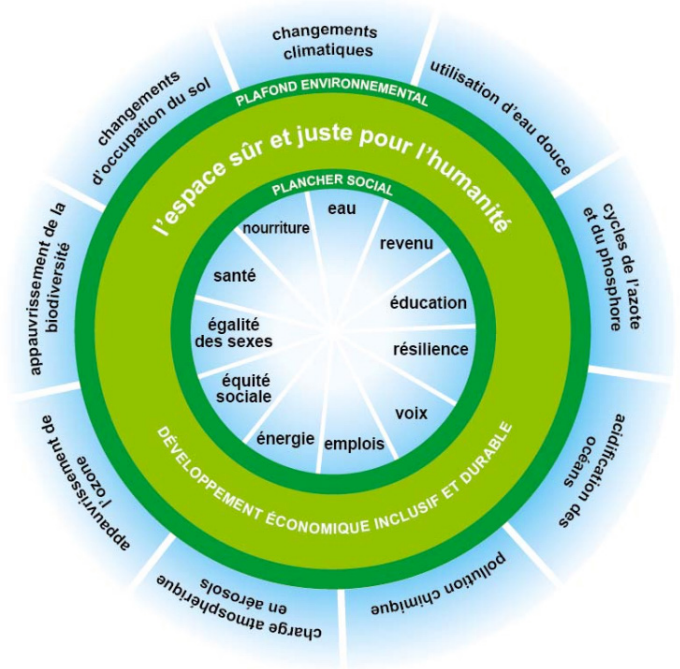 changements
climatiques
utilisation d'eau douce
cycles de l'azote
et du phosphore
acidification des
océans
pollution chimique
charge atmosphérique
en aérosols
appauvrissement de
l'ozone
appauvrissement de la
biodiversité
changements
d'occupation du sol
PLAFOND ENVIRONNEMENTAL
l'espace sûr et juste pour l'humanité
PLANCHER SOCIAL
eau
revenu
éducation
résilience
voix
emplois
énergie
équité
sociale
égalité
des sexes
santé
nourriture
DÉVELOPPEMENT ÉCONOMIQUE INCLUSIF ET DURABLE